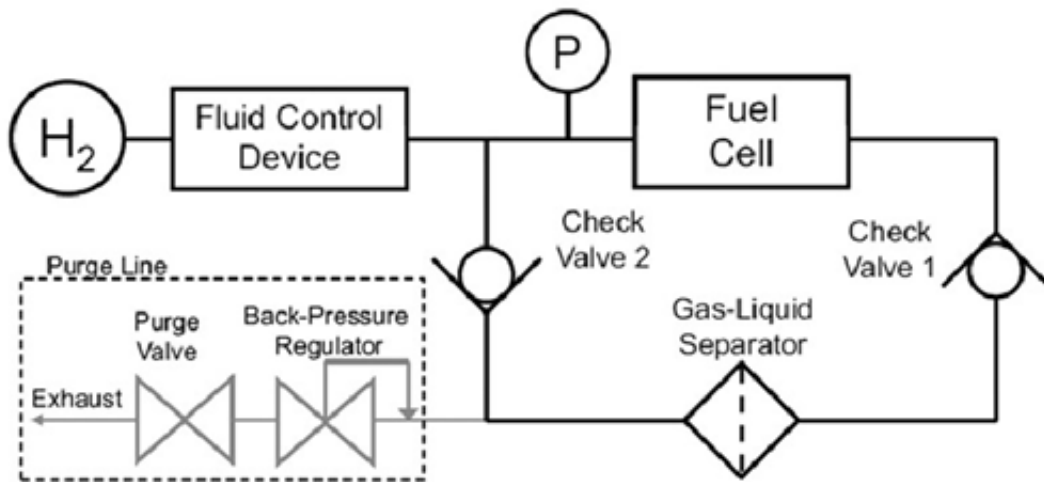 P
H2
Fluid Control
Device
Fuel
Cell
Check
Valve 2
Check
Valve 1
Purge Line
Purge
Valve
Back-Pressure
Regulator
Gas-Liquid
Separator
Exhaust